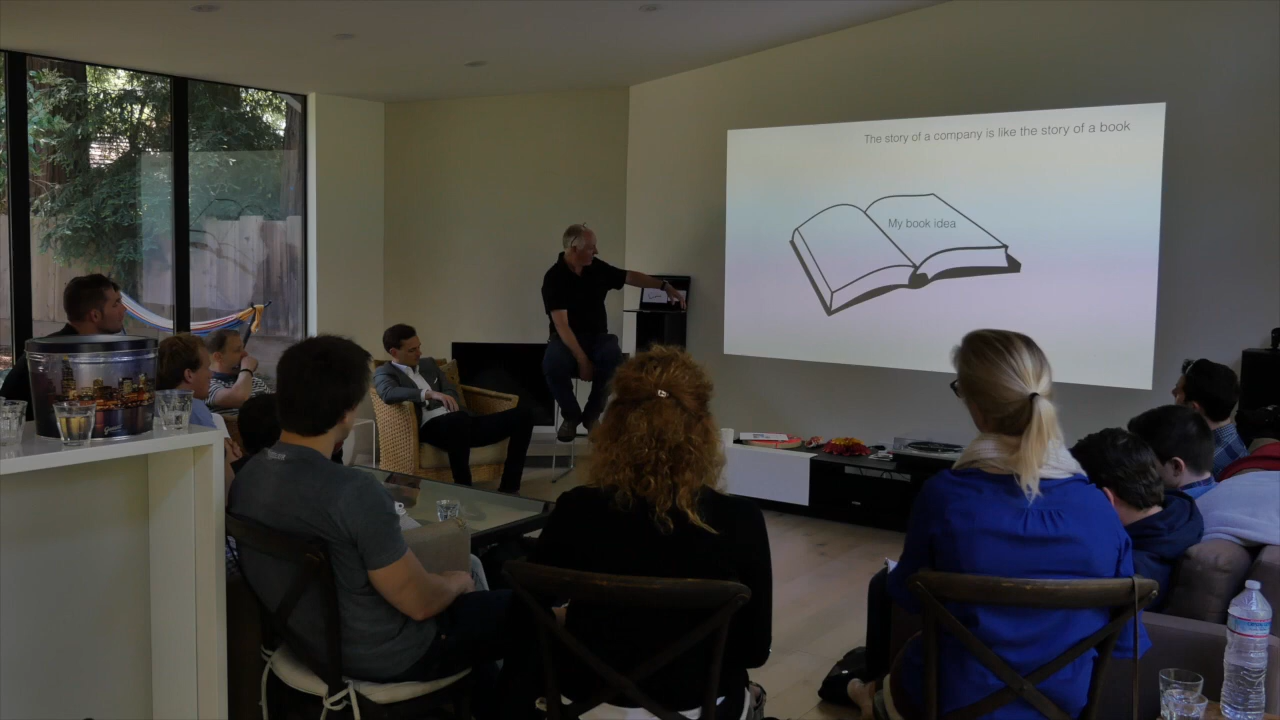 The story of a company is like the story of a book
My book idea